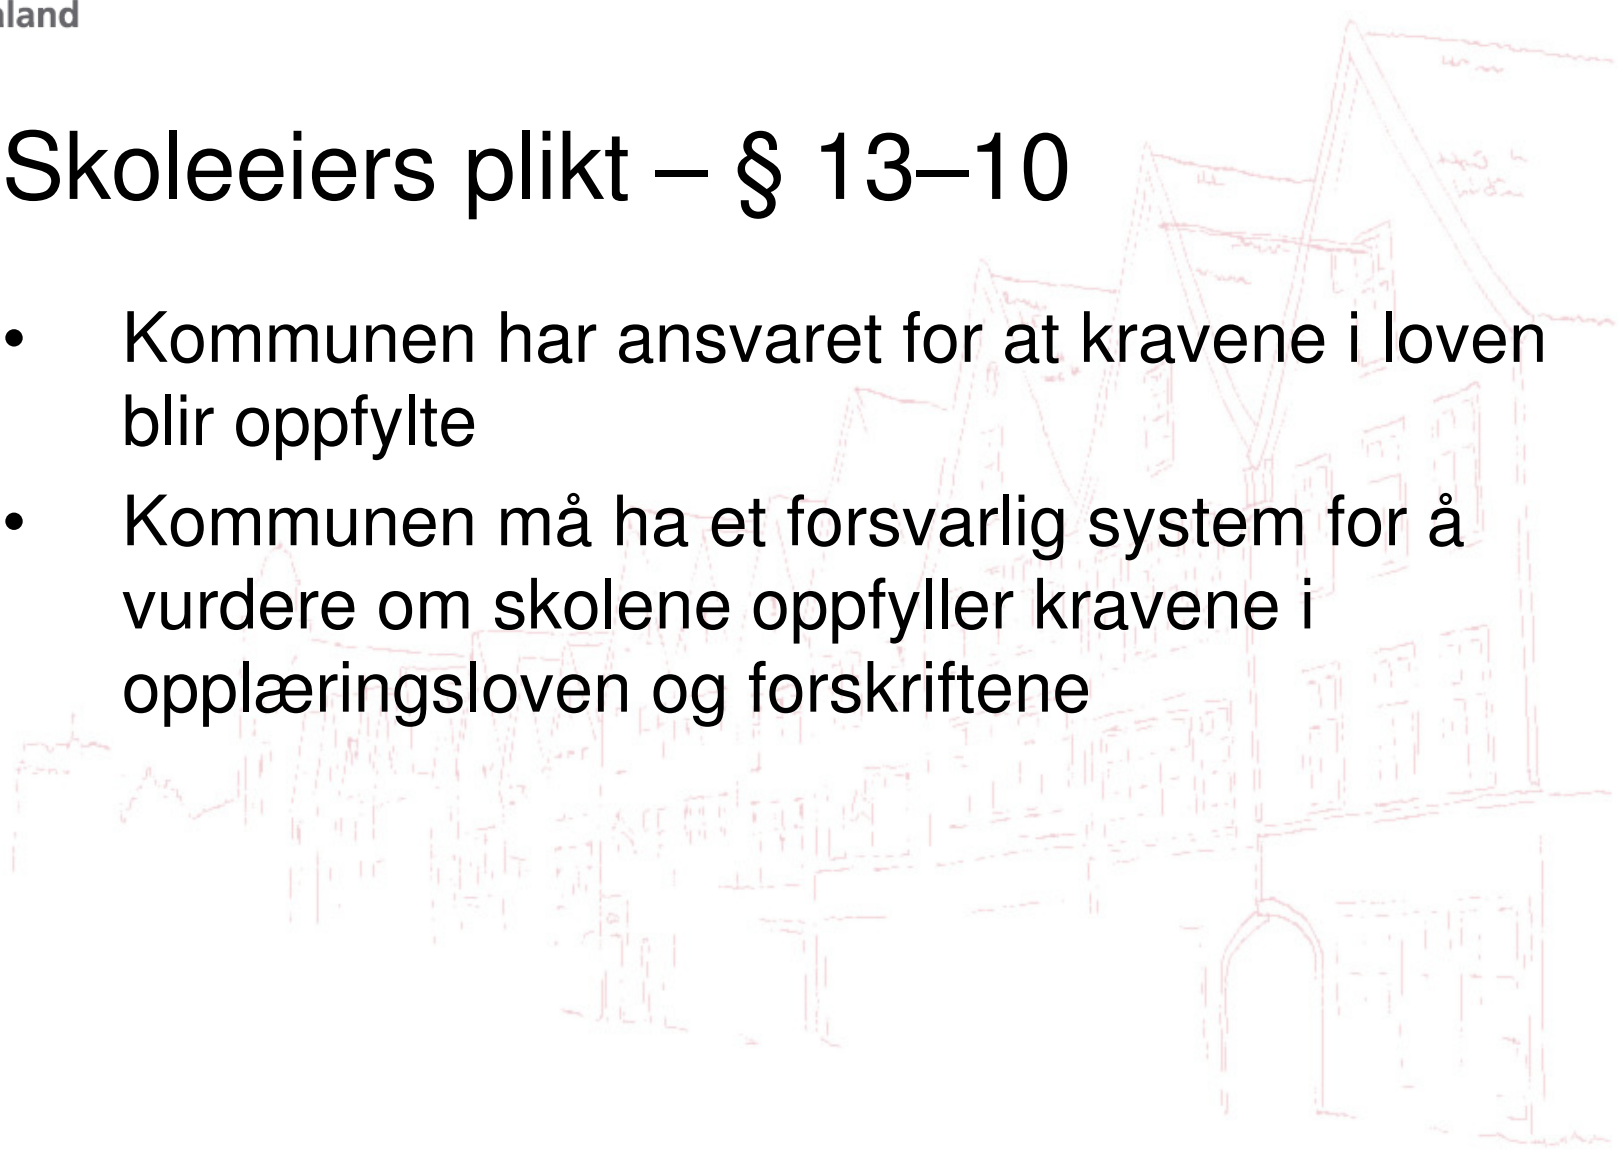 Skoleeiers plikt – § 13–10
• Kommunen har ansvaret for at kravene i loven
blir oppfylte
• Kommunen må ha et forsvarlig system for å
vurdere om skolene oppfyller kravene i
opplæringsloven og forskriftene